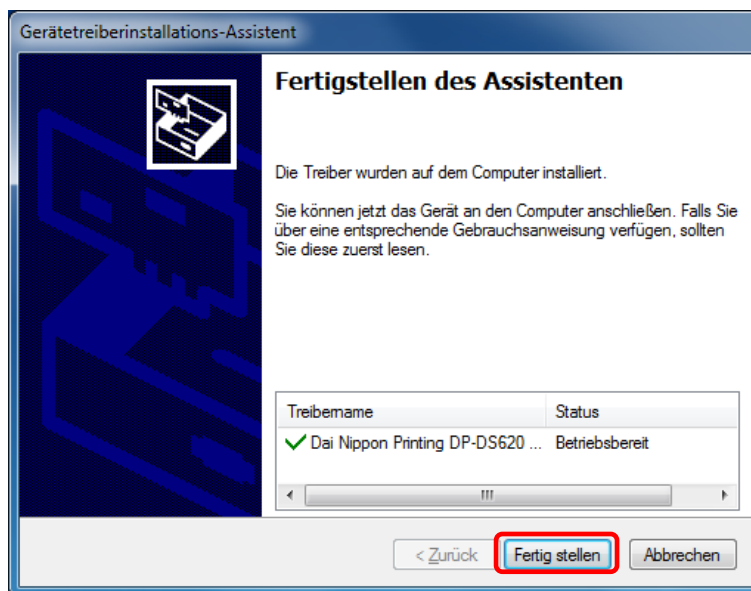 Gerätetreiberinstallations-Assistent
Fertigstellen des Assistenten
Die Treiber wurden auf dem Computer installiert.
Sie können jetzt das Gerät an den Computer anschließen. Falls Sie
über eine entsprechende Gebrauchsanweisung verfügen, sollten
Sie diese zuerst lesen.
Treibername Status
Dai Nippon Printing DP-DS620 ... Betriebsbereit
< Zurück Fertig stellen Abbrechen